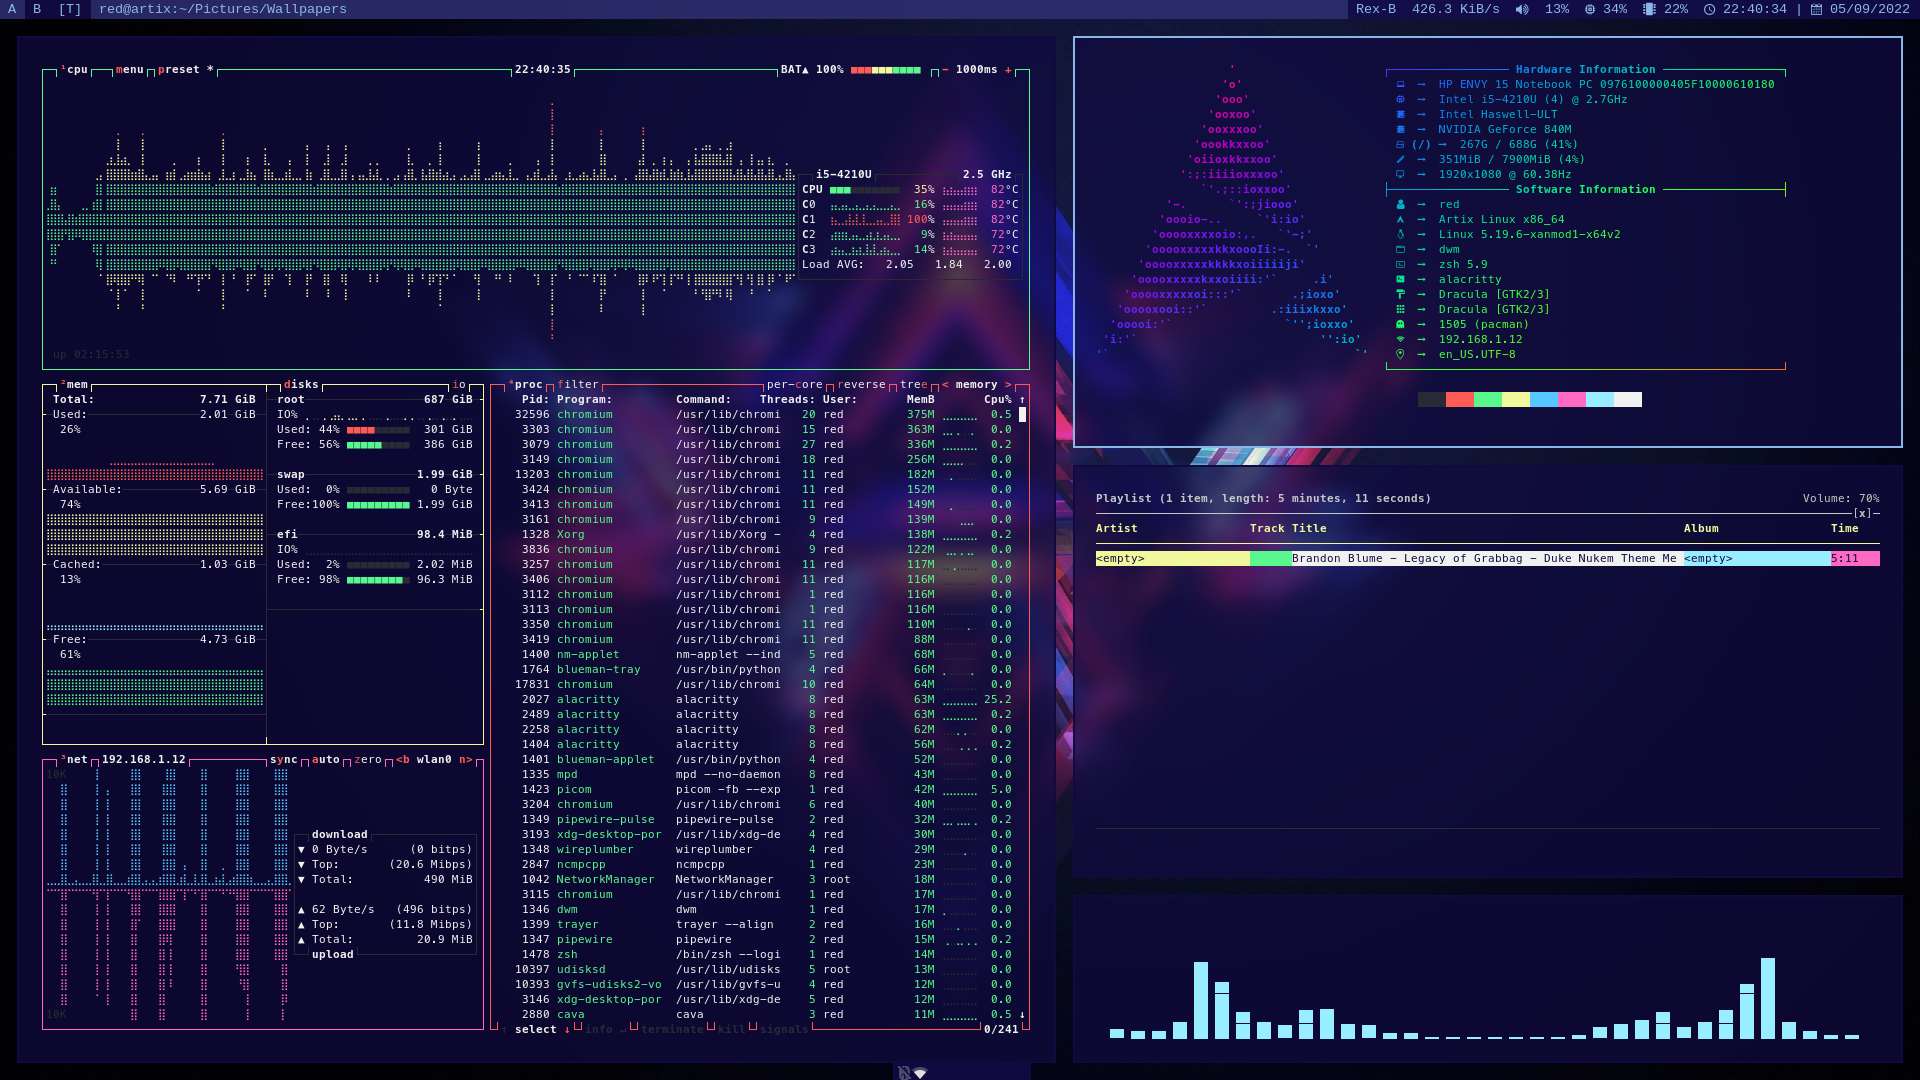 A B [T] red@artix:~/Pictures/Wallpapers
Rex-B 426.3 KiB/s 13% 34% 22% 22:40:34 | 05/09/2022
¹cpu menu preset * 22:40:35 BAT▲ 100% - 1000ms +
i5-4210U 2.5 GHz
CPU 35% 82°C
C0 16% 82°C
C1 100% 82°C
C2 9% 72°C
C3 14% 72°C
Load AVG: 2.05 1.84 2.00
up 02:15:53
²mem
Total: 7.71 GiB
Used: 2.01 GiB
26%
Available: 5.69 GiB
74%
Cached: 1.03 GiB
13%
Free: 4.73 GiB
61%
disks io
root 687 GiB
IO%
Used: 44% 301 GiB
Free: 56% 386 GiB
swap 1.99 GiB
Used: 0% 0 Byte
Free:100% 1.99 GiB
efi 98.4 MiB
IO%
Used: 2% 2.02 MiB
Free: 98% 96.3 MiB
³net 192.168.1.12 sync auto zero <b wlan0 n>
10K
download
▼ 0 Byte/s (0 bitps)
▼ Top: (20.6 Mibps)
▼ Total: 490 MiB
▲ 62 Byte/s (496 bitps)
▲ Top: (11.8 Mibps)
▲ Total: 20.9 MiB
upload
10K
⁴proc filter per-core reverse tree < memory >
Pid: Program: Command: Threads: User: MemB Cpu% ↑
32596 chromium /usr/lib/chromi 20 red 375M 0.5
3303 chromium /usr/lib/chromi 15 red 363M 0.0
3079 chromium /usr/lib/chromi 27 red 336M 0.2
3149 chromium /usr/lib/chromi 18 red 256M 0.0
13203 chromium /usr/lib/chromi 11 red 182M 0.0
3424 chromium /usr/lib/chromi 11 red 152M 0.0
3413 chromium /usr/lib/chromi 11 red 149M 0.0
3161 chromium /usr/lib/chromi 9 red 139M 0.0
1328 Xorg /usr/lib/Xorg - 4 red 138M 0.2
3836 chromium /usr/lib/chromi 9 red 122M 0.0
3257 chromium /usr/lib/chromi 11 red 117M 0.0
3406 chromium /usr/lib/chromi 11 red 116M 0.0
3112 chromium /usr/lib/chromi 1 red 116M 0.0
3113 chromium /usr/lib/chromi 1 red 116M 0.0
3350 chromium /usr/lib/chromi 11 red 110M 0.0
3419 chromium /usr/lib/chromi 11 red 88M 0.0
1400 nm-applet nm-applet --ind 5 red 68M 0.0
1764 blueman-tray /usr/bin/python 4 red 66M 0.0
17831 chromium /usr/lib/chromi 10 red 64M 0.0
2027 alacritty alacritty 8 red 63M 25.2
2489 alacritty alacritty 8 red 63M 0.2
2258 alacritty alacritty 8 red 62M 0.0
1404 alacritty alacritty 8 red 56M 0.2
1401 blueman-applet /usr/bin/python 4 red 52M 0.0
1335 mpd mpd --no-daemon 8 red 43M 0.0
1423 picom picom -fb --exp 1 red 42M 5.0
3204 chromium /usr/lib/chromi 6 red 40M 0.0
1349 pipewire-pulse pipewire-pulse 2 red 32M 0.2
3193 xdg-desktop-por /usr/lib/xdg-de 4 red 30M 0.0
1348 wireplumber wireplumber 4 red 29M 0.0
2847 ncmpcpp ncmpcpp 1 red 23M 0.0
1042 NetworkManager NetworkManager 3 root 18M 0.0
3115 chromium /usr/lib/chromi 1 red 17M 0.0
1346 dwm dwm 1 red 17M 0.0
1399 trayer trayer --align 2 red 16M 0.0
1347 pipewire pipewire 2 red 15M 0.2
1478 zsh /bin/zsh --logi 1 red 14M 0.0
10397 udisksd /usr/lib/udisks 5 root 13M 0.0
10393 gvfs-udisks2-vo /usr/lib/gvfs-u 4 red 12M 0.0
3146 xdg-desktop-por /usr/lib/xdg-de 5 red 12M 0.0
2880 cava cava 3 red 11M 0.5 ↓
↑ select ↓ info ↵ terminate kill signals 0/241
'
'o'
'ooo'
'ooxoo'
'ooxxxoo'
'oookkxxoo'
'oiioxkkxxoo'
':;:iiiioxxxoo'
`'.;::ioxxoo'
'-. `':;jiooo'
'oooio-.. `'i:io'
'ooooxxxxoio:,. `'-;'
'ooooxxxxxkkxoooIi:-. `'
'ooooxxxxxkkkkxoiiiiiji'
'ooooxxxxxkxxoiiii:'` .i'
'ooooxxxxxoi:::'` .;ioxo'
'ooooxooi::'` .:iiixkxxo'
'ooooi:'` `'';ioxxo'
'i:'` '':io'
'` `'
Hardware Information
→ HP ENVY 15 Notebook PC 0976100000405F10000610180
→ Intel i5-4210U (4) @ 2.7GHz
→ Intel Haswell-ULT
→ NVIDIA GeForce 840M
(/) → 267G / 688G (41%)
→ 351MiB / 7900MiB (4%)
→ 1920x1080 @ 60.38Hz
Software Information
→ red
→ Artix Linux x86_64
→ Linux 5.19.6-xanmod1-x64v2
→ dwm
→ zsh 5.9
→ alacritty
→ Dracula [GTK2/3]
→ Dracula [GTK2/3]
→ 1505 (pacman)
→ 192.168.1.12
→ en_US.UTF-8
Playlist (1 item, length: 5 minutes, 11 seconds) Volume: 70%
[x]
Artist Track Title Album Time
<empty> Brandon Blume - Legacy of Grabbag - Duke Nukem Theme Me <empty> 5:11